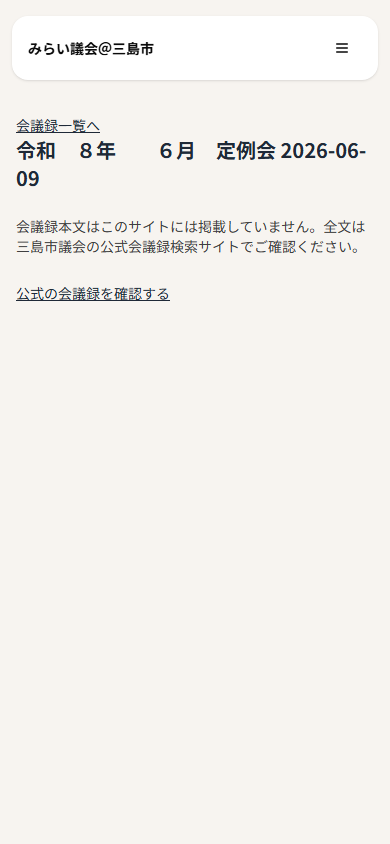 みらい議会＠三島市
会議録一覧へ
令和　８年　　６月　定例会 2026-06-
09
会議録本文はこのサイトには掲載していません。全文は
三島市議会の公式会議録検索サイトでご確認ください。
公式の会議録を確認する